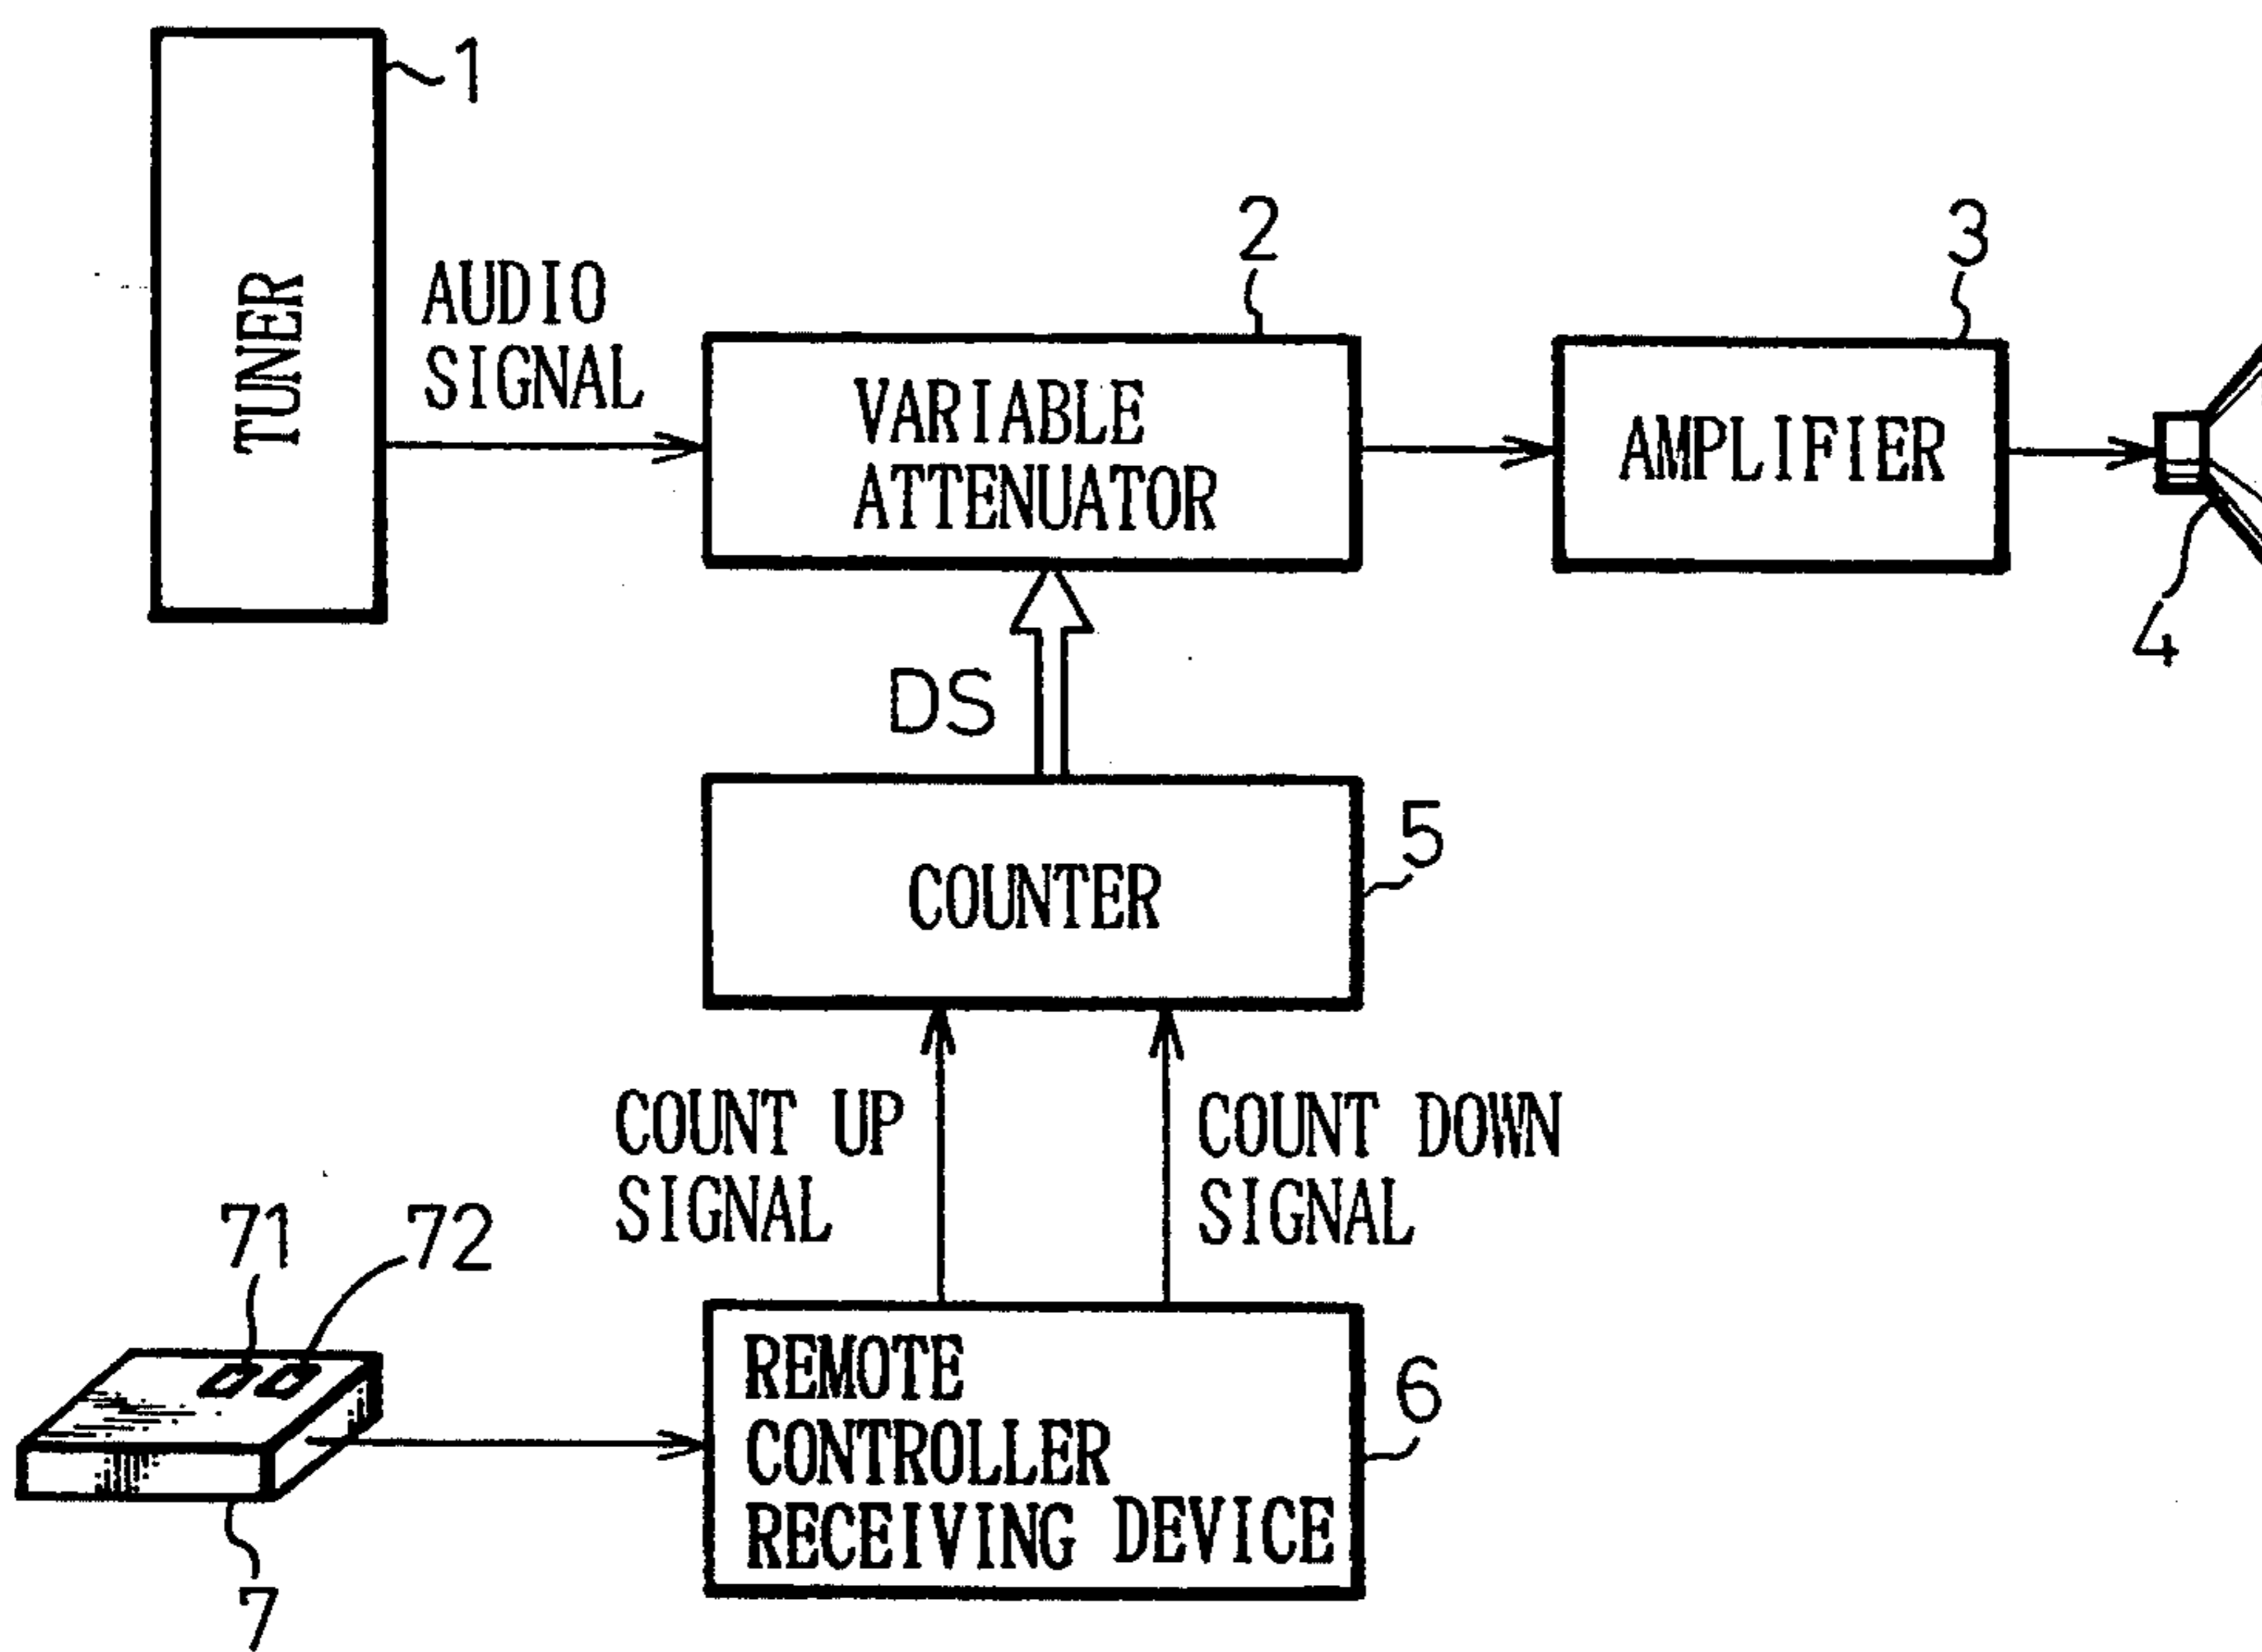 1
TUNER
AUDIO
SIGNAL
2
VARIABLE
ATTENUATOR
3
AMPLIFIER
4
DS
5
COUNTER
COUNT UP
SIGNAL
COUNT DOWN
SIGNAL
71
72
7
6
REMOTE
CONTROLLER
RECEIVING DEVICE